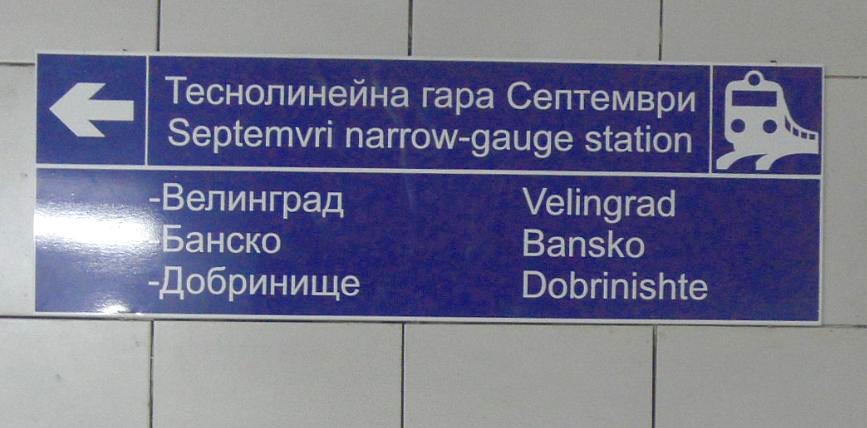 Теснолинейна гара Септември
Septemvri narrow-gauge station
-Велинград Velingrad
-Банско Bansko
-Добринище Dobrinishte